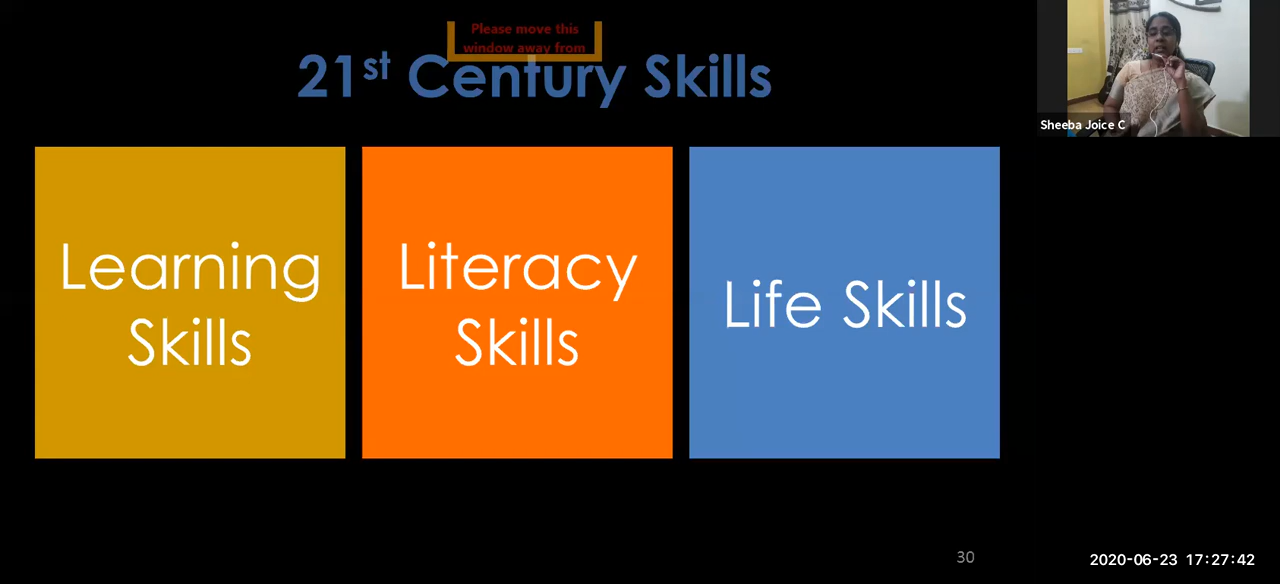 Please move this
window away from
21st Century Skills
Sheeba Joice C
Learning
Skills
Literacy
Skills
Life Skills
30
2020-06-23 17:27:42